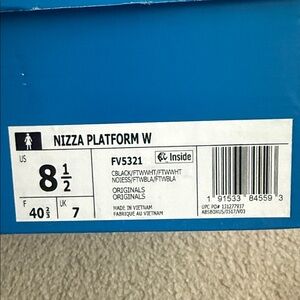 NIZZA PLATFORM W
US
8 1/2
F
40 2/3
UK
7
FV5321
Inside
CBLACK/FTWWHT/FTWWHT
NOIESS/FTWBLA/FTWBLA
ORIGINALS
ORIGINALS
MADE IN VIETNAM
FABRIQUÉ AU VIETNAM
1 91533 84559 3